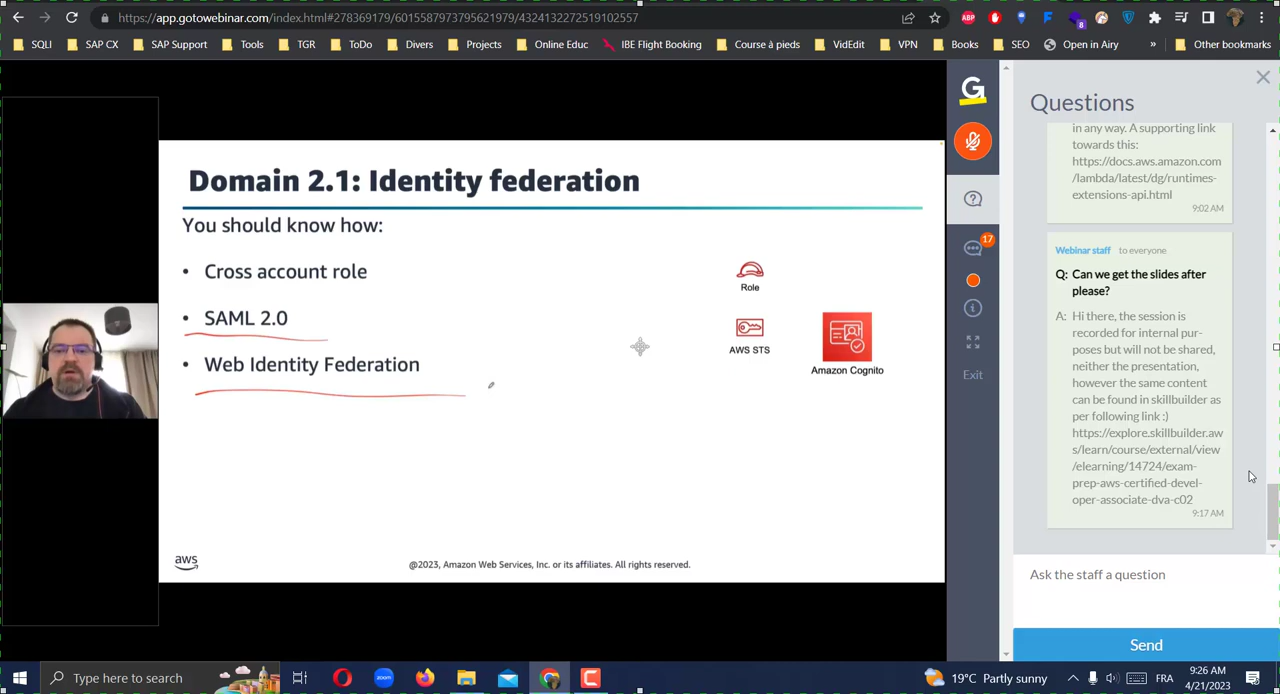 https://app.gotowebinar.com/index.html#278369179/6015587973795621979/4324132272519102557
ABP
8
SQLI
SAP CX
SAP Support
Tools
TGR
ToDo
Divers
Projects
Online Educ
IBE Flight Booking
Course à pieds
VidEdit
VPN
Books
SEO
Open in Airy
»
Other bookmarks
Domain 2.1: Identity federation
You should know how:
• Cross account role
• SAML 2.0
• Web Identity Federation
Role
AWS STS
Amazon Cognito
aws
@2023, Amazon Web Services, Inc. or its affiliates. All rights reserved.
G
17
Exit
Questions
in any way. A supporting link
towards this:
https://docs.aws.amazon.com
/lambda/latest/dg/runtimes-
extensions-api.html
9:02 AM
Webinar staff to everyone
Q: Can we get the slides after
please?
A: Hi there, the session is
recorded for internal pur-
poses but will not be shared,
neither the presentation,
however the same content
can be found in skillbuilder as
per following link :)
https://explore.skillbuilder.aw
s/learn/course/external/view
/elearning/14724/exam-
prep-aws-certified-devel-
oper-associate-dva-c02
9:17 AM
Ask the staff a question
Send
Type here to search
zoom
C
19°C Partly sunny
FRA
9:26 AM
4/21/2023